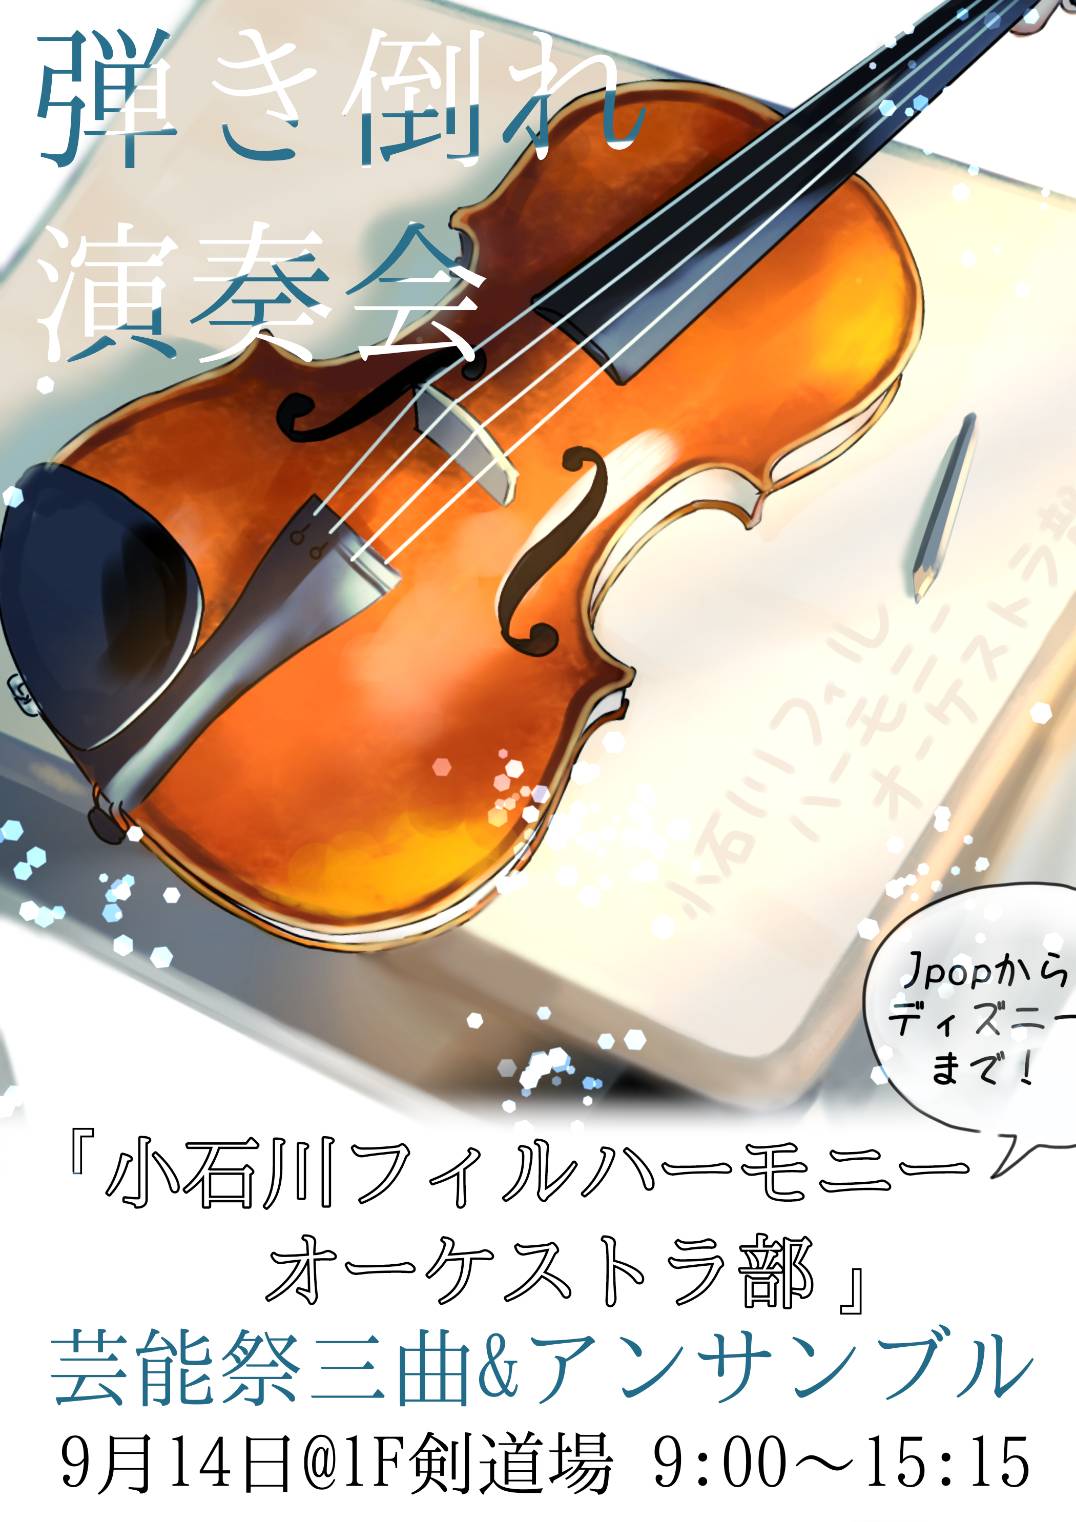 弾き倒れ
演奏会
小石川フィル
ハーモニー
オーケストラ部
Jpopから
ディズニー
まで！
「小石川フィルハーモニー
オーケストラ部」
芸能祭三曲&アンサンブル
9月14日@1F剣道場 9:00～15:15